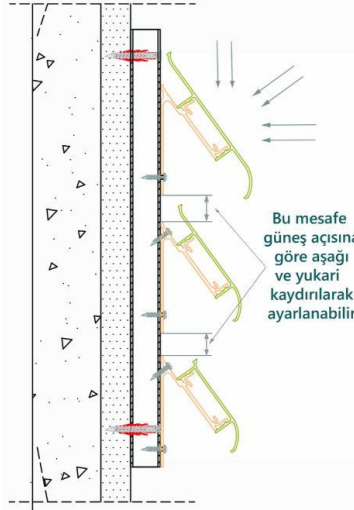 Bu mesafe
güneş açısına
göre aşağı
ve yukari
kaydırılarak
ayarlanabilir